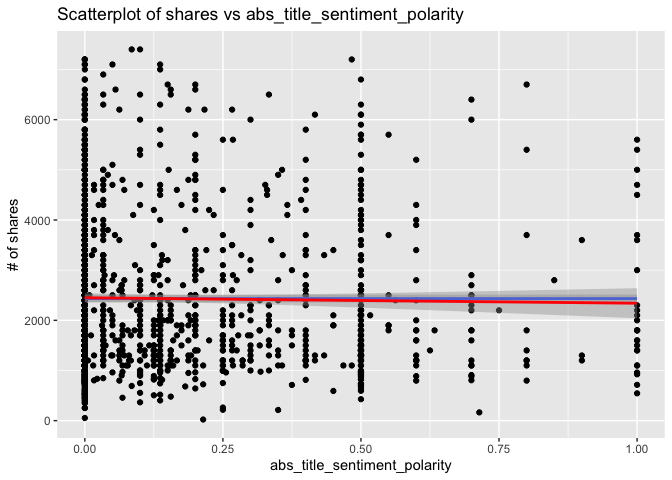 Scatterplot of shares vs abs_title_sentiment_polarity
# of shares
6000
4000
2000
0
0.00 0.25 0.50 0.75 1.00
abs_title_sentiment_polarity